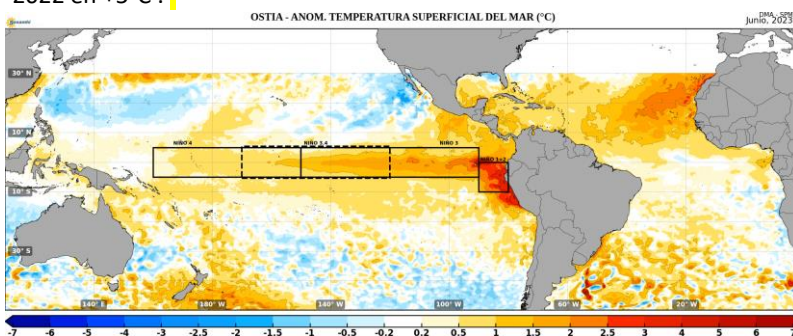 2022 en +3°C .
OSTIA - ANOM. TEMPERATURA SUPERFICIAL DEL MAR (°C)
DMA - SPM
Junio, 2023
30° N
10° N
10° S
30° S
NIÑO 4
NIÑO 3.4
NIÑO 3
NIÑO 1+2
140° E
180° W
140° W
100° W
60° W
20° W
-7 -6 -5 -4 -3 -2.5 -2 -1.5 -1 -0.5 -0.2 0.2 0.5 1 1.5 2 2.5 3 4 5 6 7